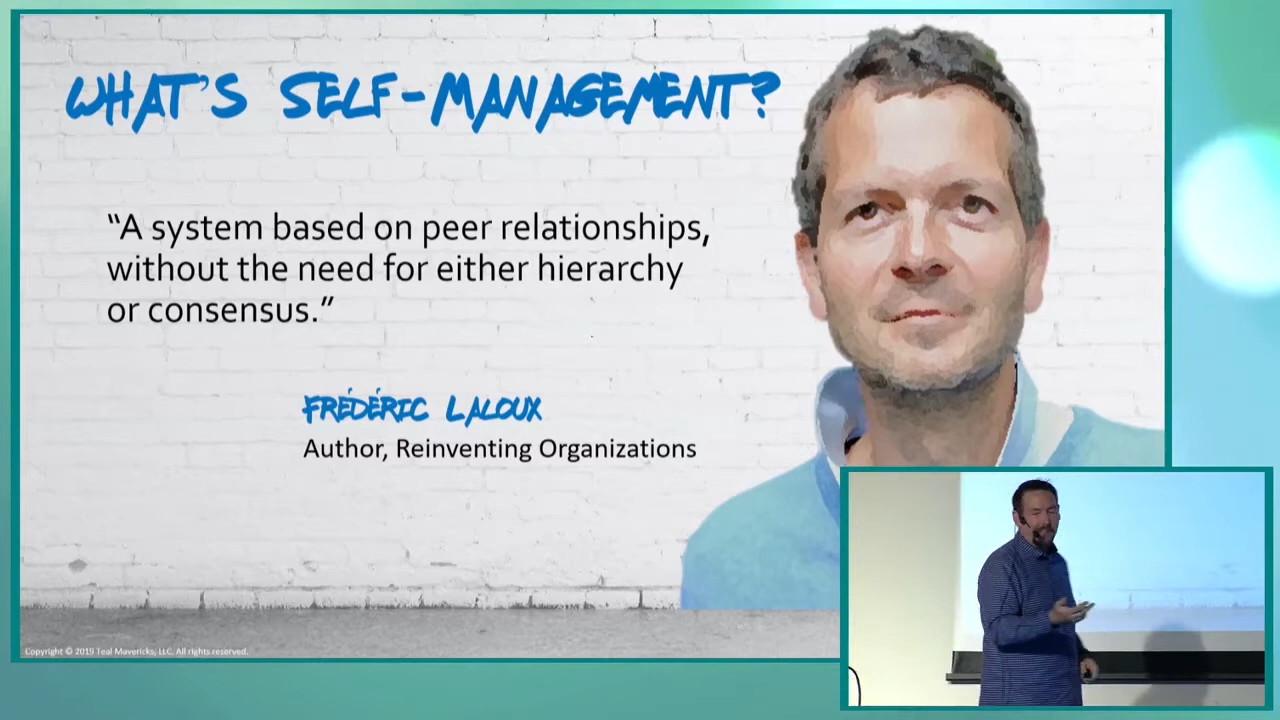 WHAT'S SELF-MANAGEMENT?
“A system based on peer relationships,
without the need for either hierarchy
or consensus.”
FRÉDÉRIC LALOUX
Author, Reinventing Organizations
Copyright © 2019 Teal Mavericks, LLC. All rights reserved.